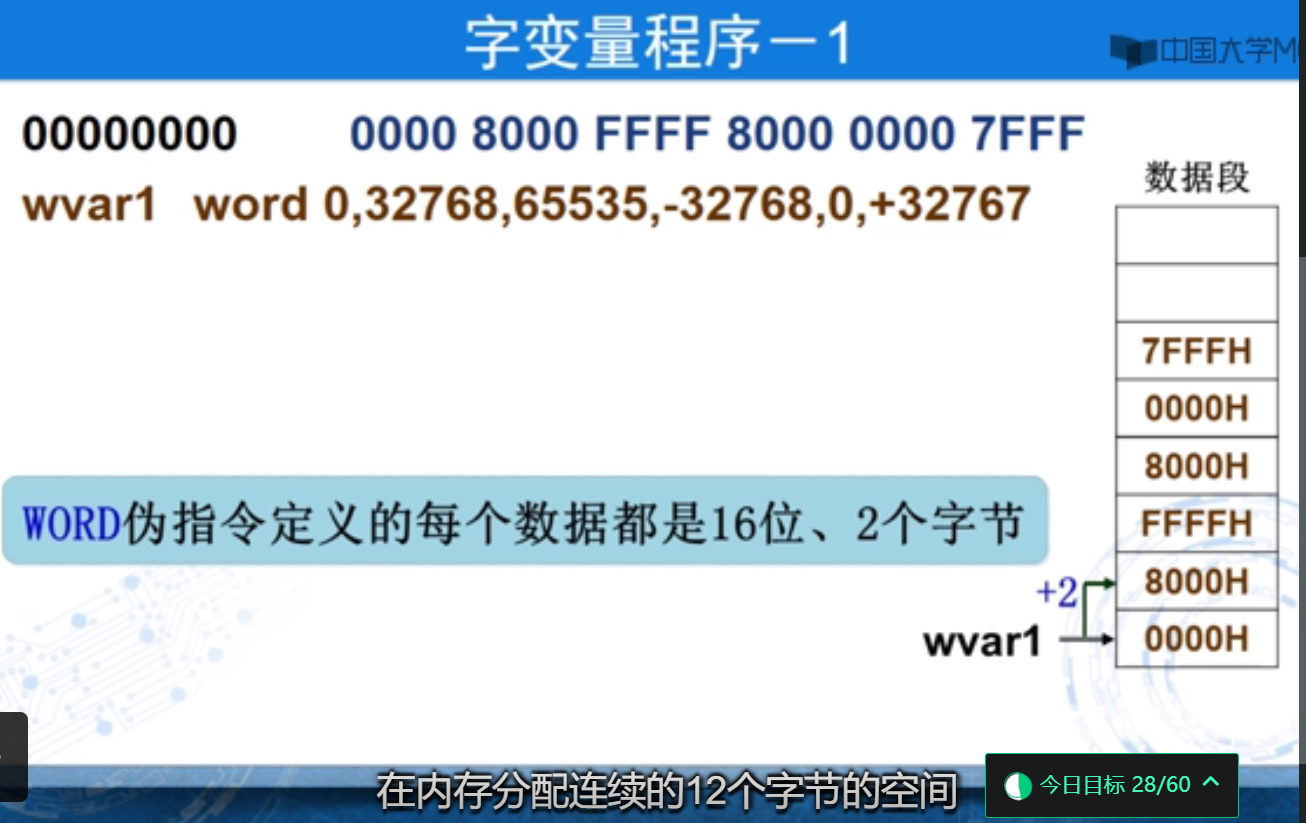 字变量程序－1
中国大学M
00000000 0000 8000 FFFF 8000 0000 7FFF
wvar1 word 0,32768,65535,-32768,0,+32767
数据段
7FFFH
0000H
8000H
FFFFH
WORD伪指令定义的每个数据都是16位、2个字节
+2
8000H
wvar1
0000H
在内存分配连续的12个字节的空间
今日目标 28/60